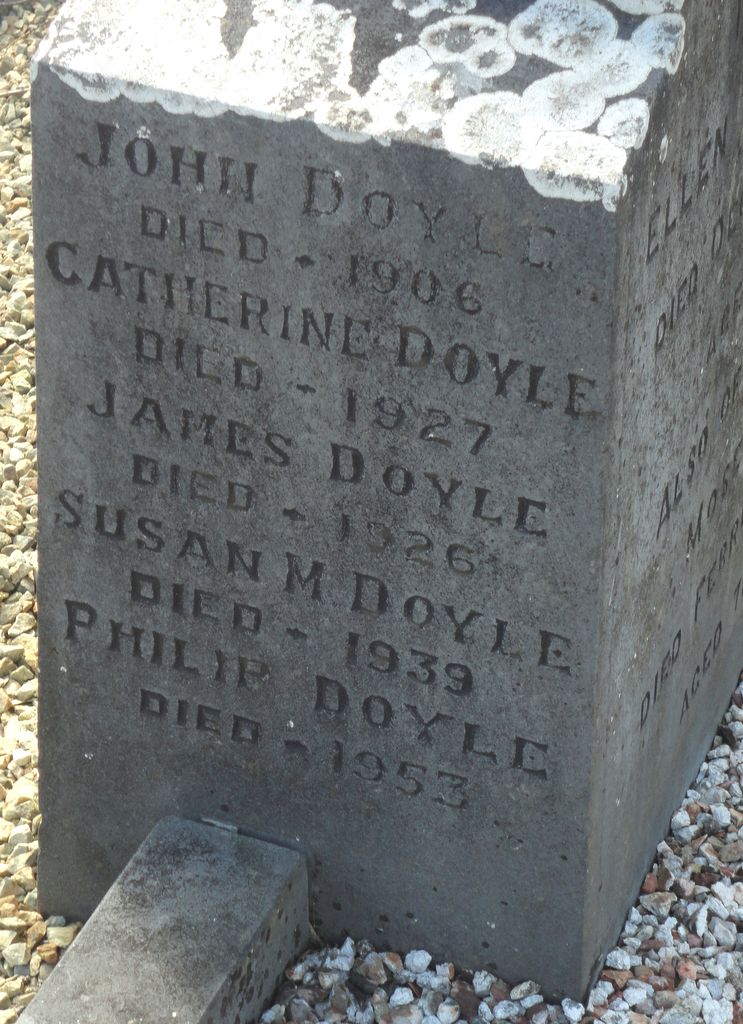 JOHN DOYLE
DIED - 1906
CATHERINE DOYLE
DIED - 1927
JAMES DOYLE
DIED - 1926
SUSAN M DOYLE
DIED - 1939
PHILIP DOYLE
DIED - 1953
ELLEN
DIED
ALSO OF
DIED
AGED